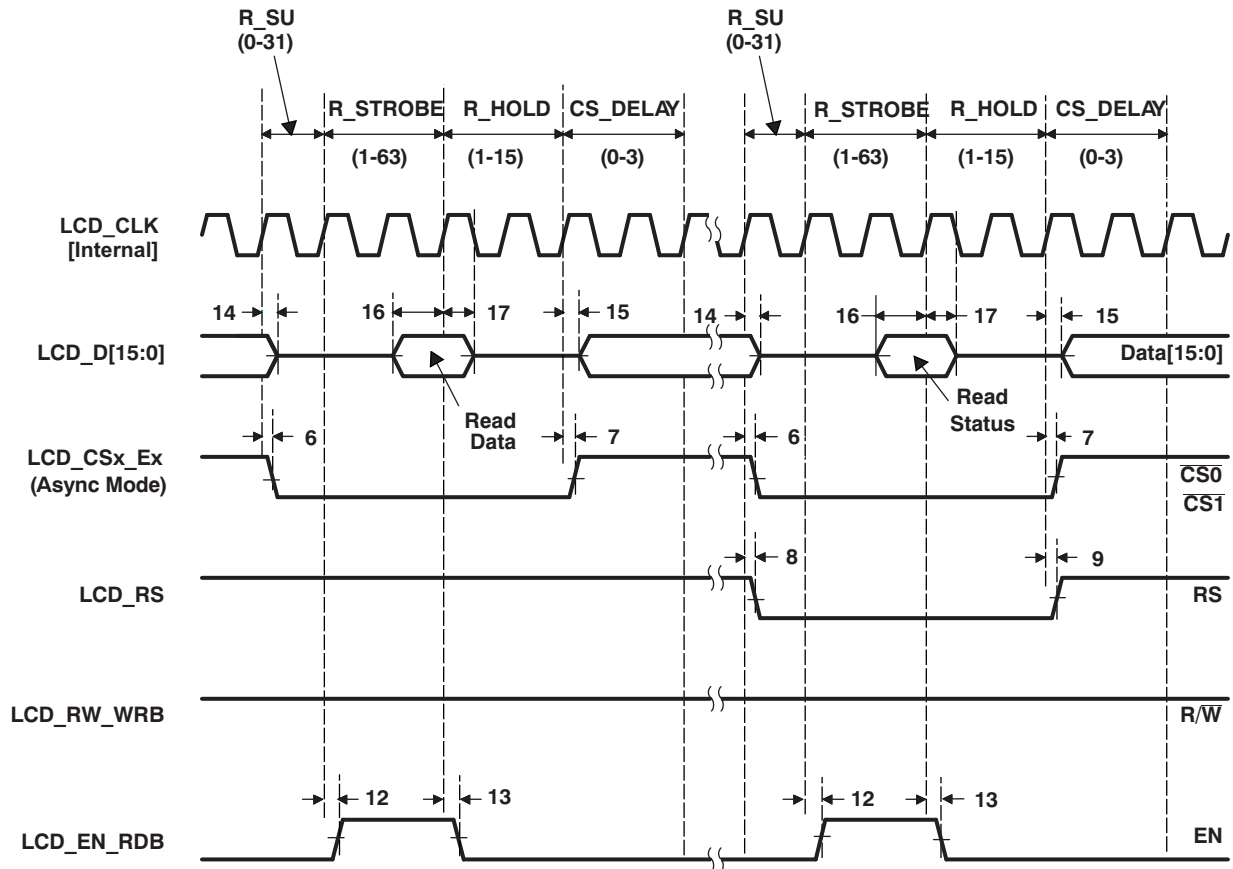 R_SU
(0-31)
R_SU
(0-31)
R_STROBE R_HOLD CS_DELAY
R_STROBE R_HOLD CS_DELAY
(1-63) (1-15) (0-3)
(1-63) (1-15) (0-3)
LCD_CLK
[Internal]
14 16 17 15
14 16 17 15
LCD_D[15:0]
Data[15:0]
Read
Data
Read
Status
6 7 6 7
LCD_CSx_Ex
(Async Mode)
CS0
CS1
8 9
LCD_RS
RS
LCD_RW_WRB
R/W
12 13 12 13
LCD_EN_RDB
EN